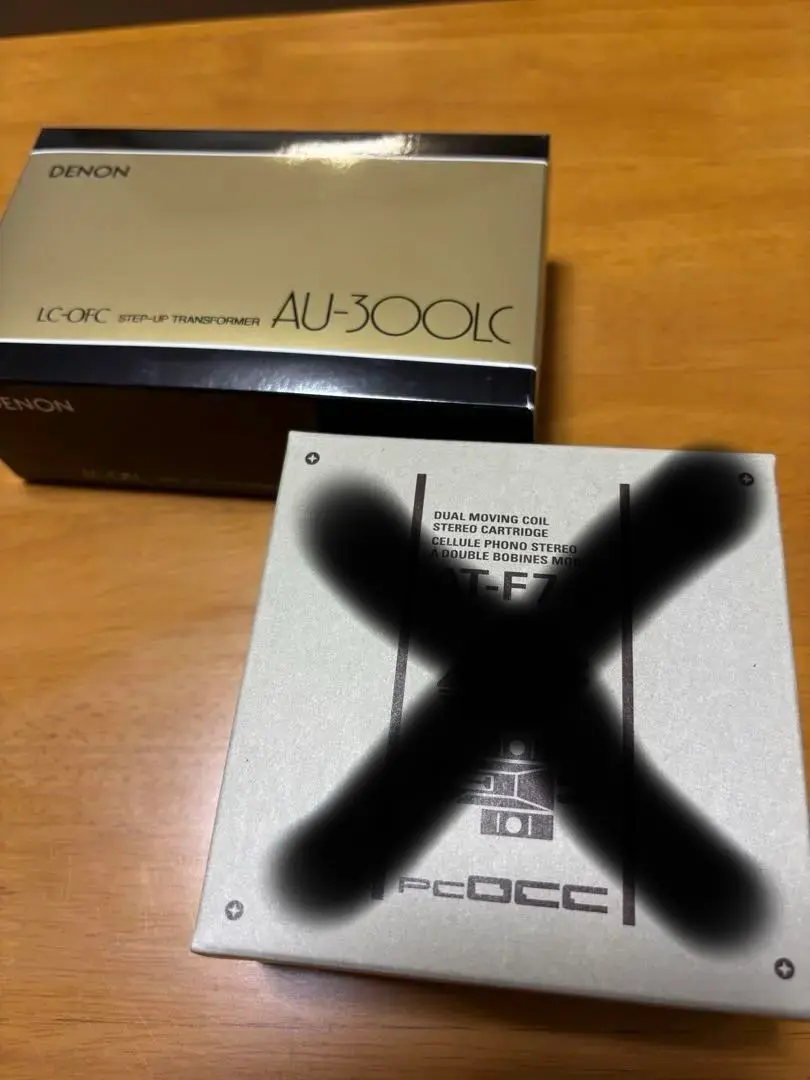 DENON
LC-OFC STEP-UP TRANSFORMER AU-300LC
DENON
DUAL MOVING COIL
STEREO CARTRIDGE
CELLULE PHONO STEREO
A DOUBLE BOBINES
PCOCC